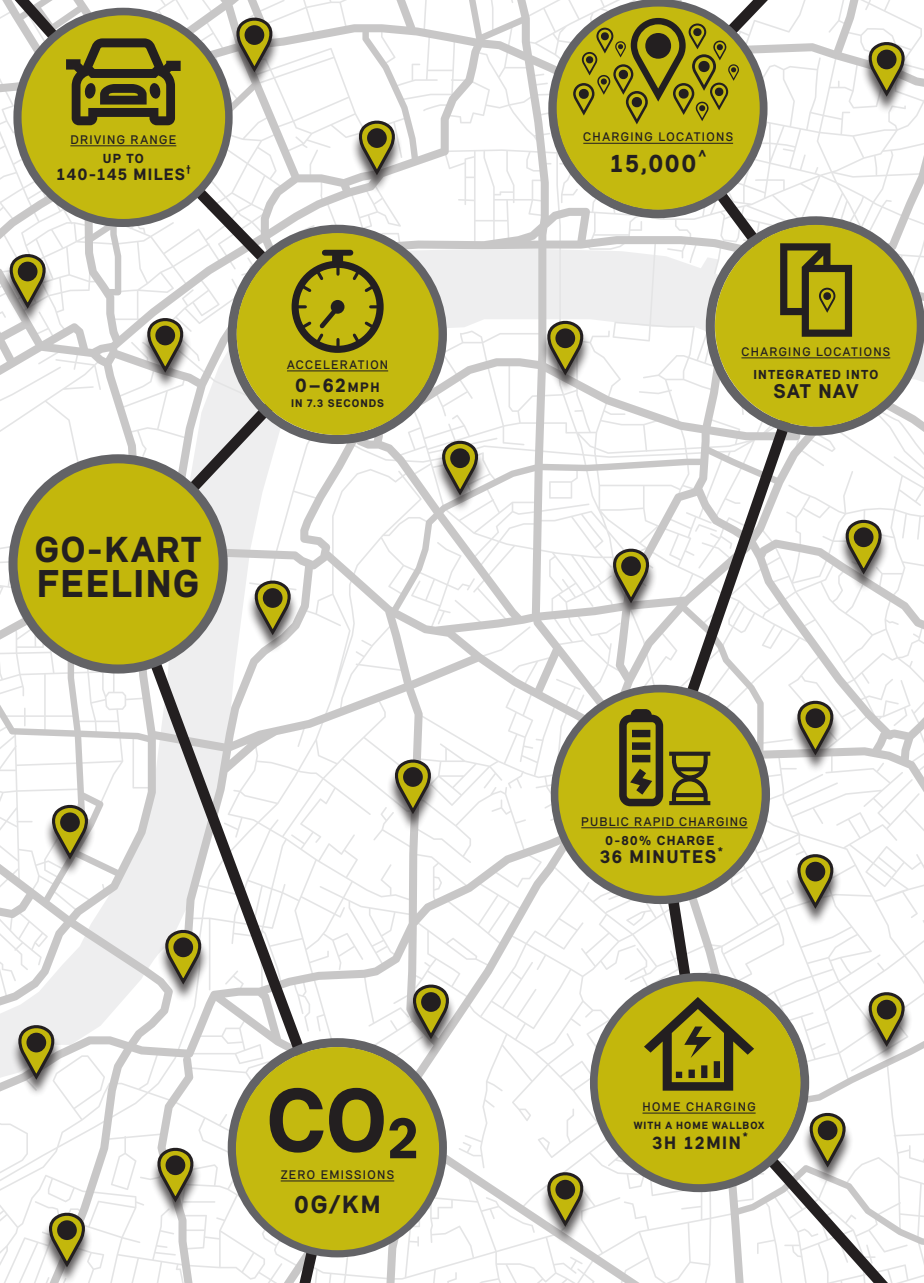 DRIVING RANGE
UP TO
140-145 MILES†
CHARGING LOCATIONS
15,000^
ACCELERATION
0–62MPH
IN 7.3 SECONDS
CHARGING LOCATIONS
INTEGRATED INTO
SAT NAV
GO-KART
FEELING
PUBLIC RAPID CHARGING
0-80% CHARGE
36 MINUTES*
HOME CHARGING
WITH A HOME WALLBOX
3H 12MIN*
CO₂
ZERO EMISSIONS
0G/KM